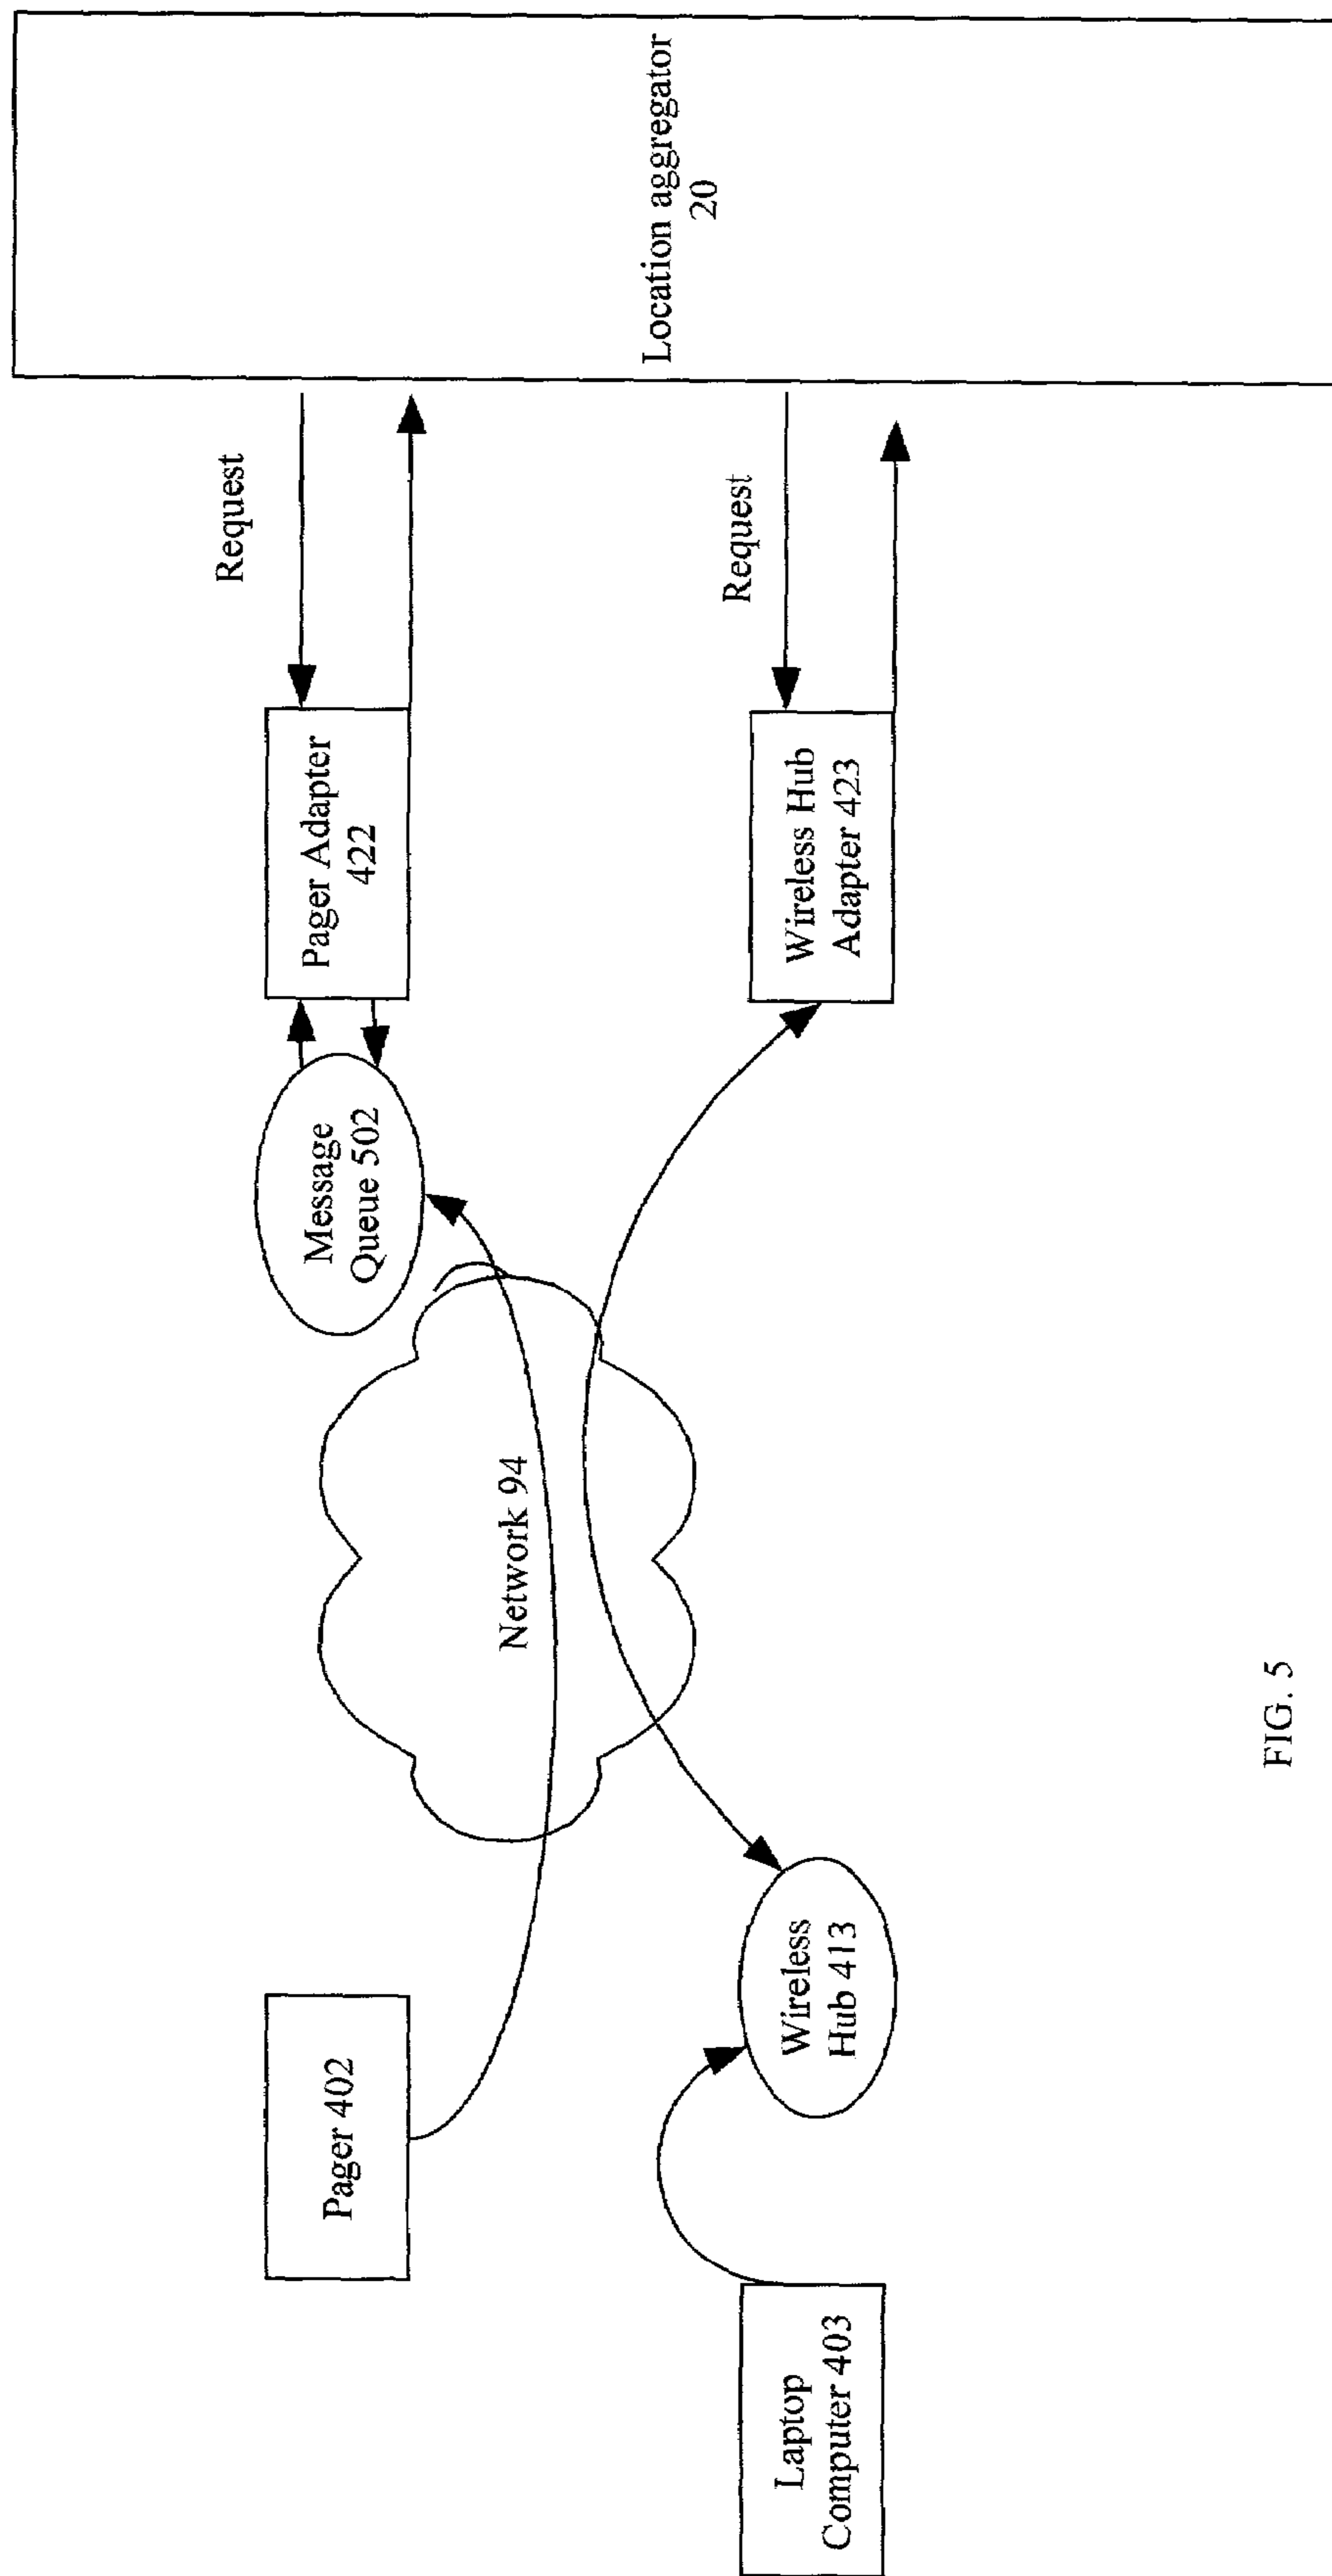 Pager 402
Network 94
Message
Queue 502
Pager Adapter
422
Request
Location aggregator
20
Laptop
Computer 403
Wireless
Hub 413
Wireless Hub
Adapter 423
Request
FIG. 5